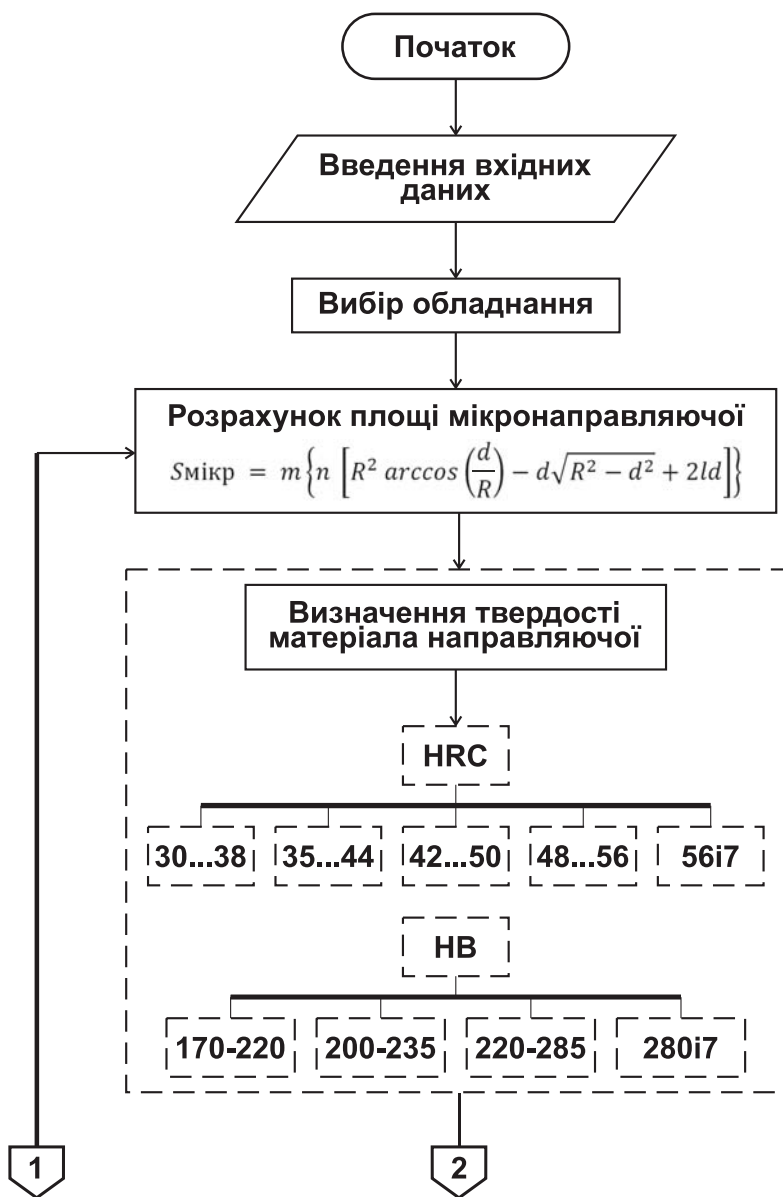 Початок
Введення вхідних
даних
Вибір обладнання
Розрахунок площі мікронаправляючої
Sмікр = m{n [R² arccos (d/R) − d√(R² − d²) + 2ld]}
Визначення твердості
матеріала направляючої
HRC
30...38 35...44 42...50 48...56 56і7
НВ
170-220 200-235 220-285 280і7
1 2